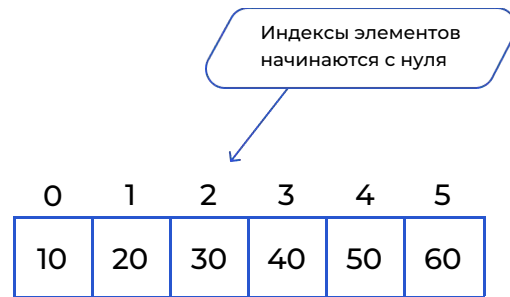 Индексы элементов
начинаются с нуля
0 1 2 3 4 5
10 20 30 40 50 60